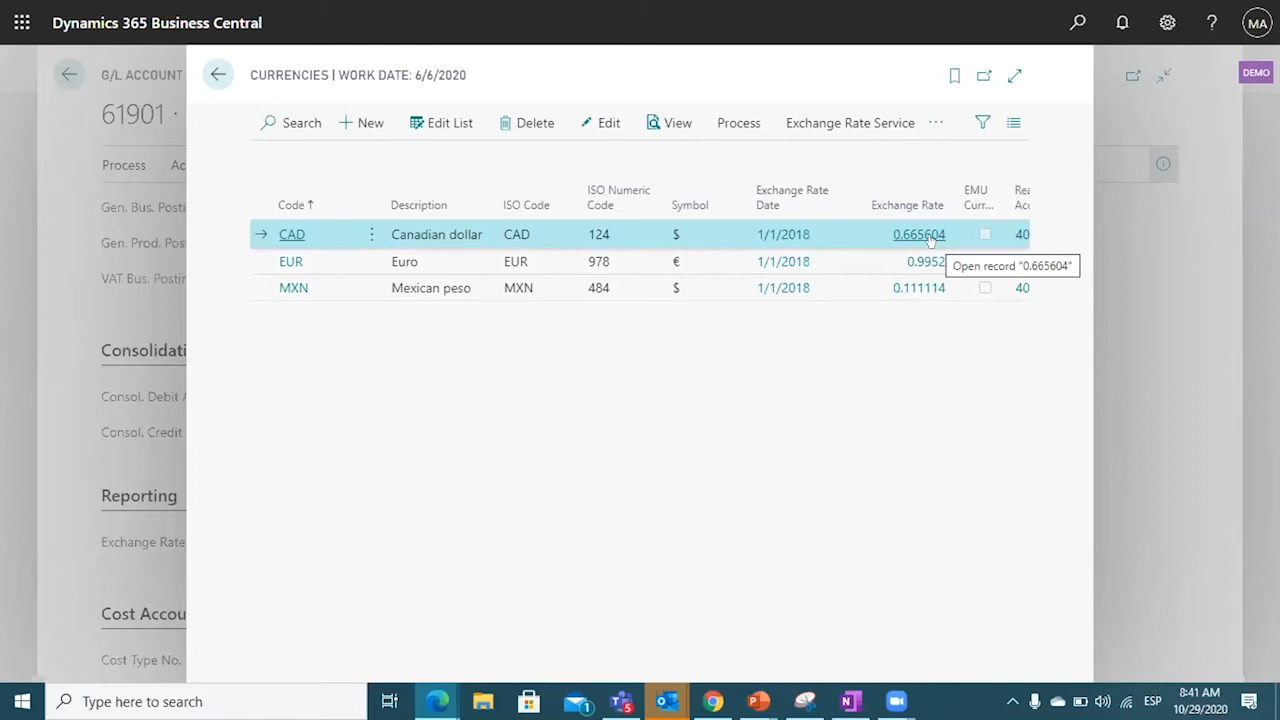 Dynamics 365 Business Central
MA
G/L ACCOUNT
CURRENCIES | WORK DATE: 6/6/2020
DEMO
61901 ·
Search New Edit List Delete Edit View Process Exchange Rate Service ···
Process Ac
Gen. Bus. Postin
Gen. Prod. Postin
VAT Bus. Posting
Code ↑ Description ISO Code ISO Numeric Code Symbol Exchange Rate Date Exchange Rate EMU Curr... Rea Acc
CAD Canadian dollar CAD 124 $ 1/1/2018 0.665604 40
EUR Euro EUR 978 € 1/1/2018 0.9952
Open record "0.665604"
MXN Mexican peso MXN 484 $ 1/1/2018 0.111114 40
Consolidati
Consol. Debit A
Consol. Credit
Reporting
Exchange Rate
Cost Accou
Cost Type No.
Type here to search
1
5
ESP
8:41 AM
10/29/2020